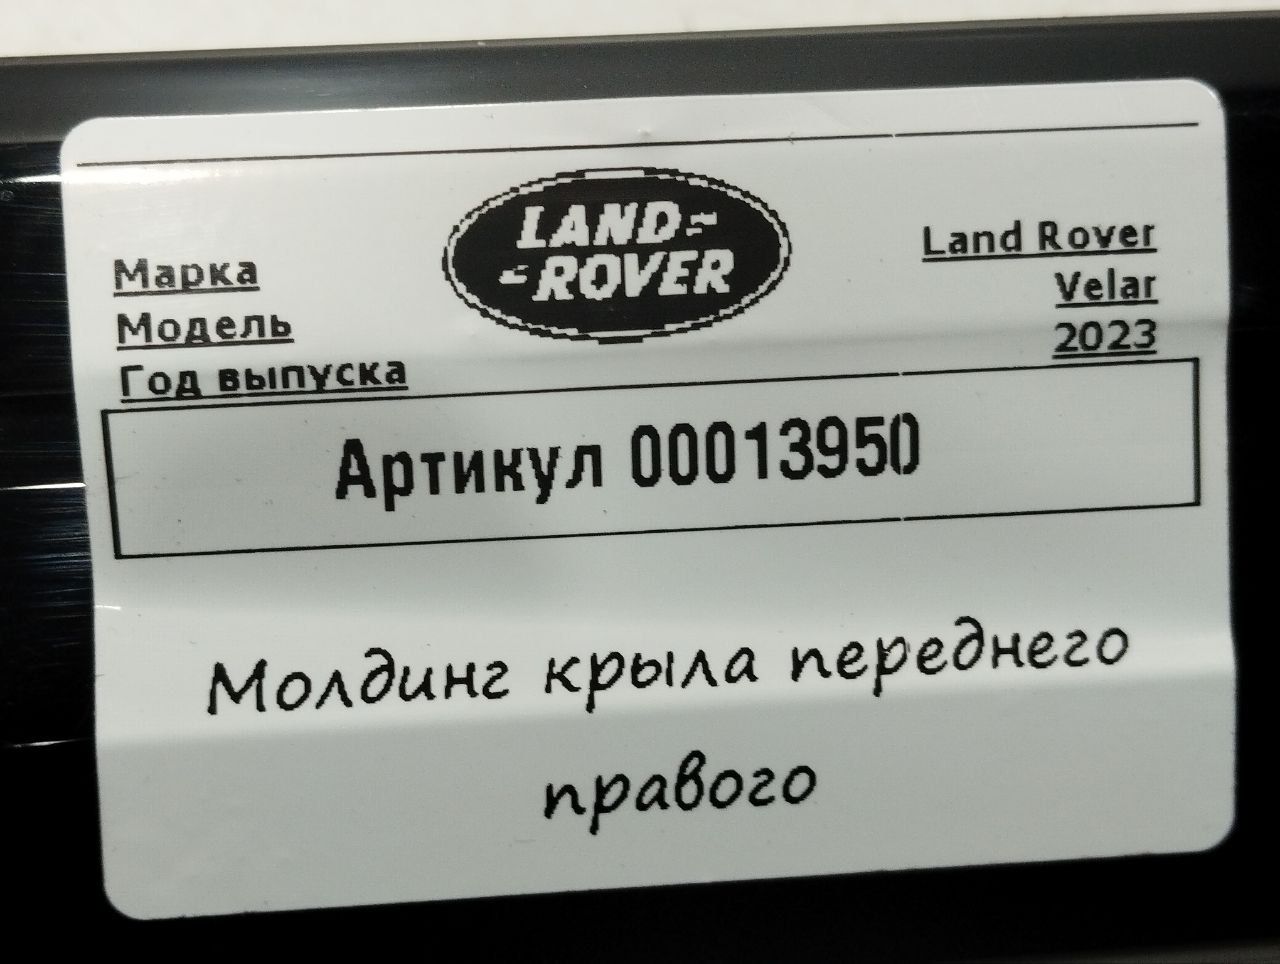 LAND
ROVER
Марка Land Rover
Модель Velar
Год выпуска 2023
Артикул 00013950
Молдинг крыла переднего
правого